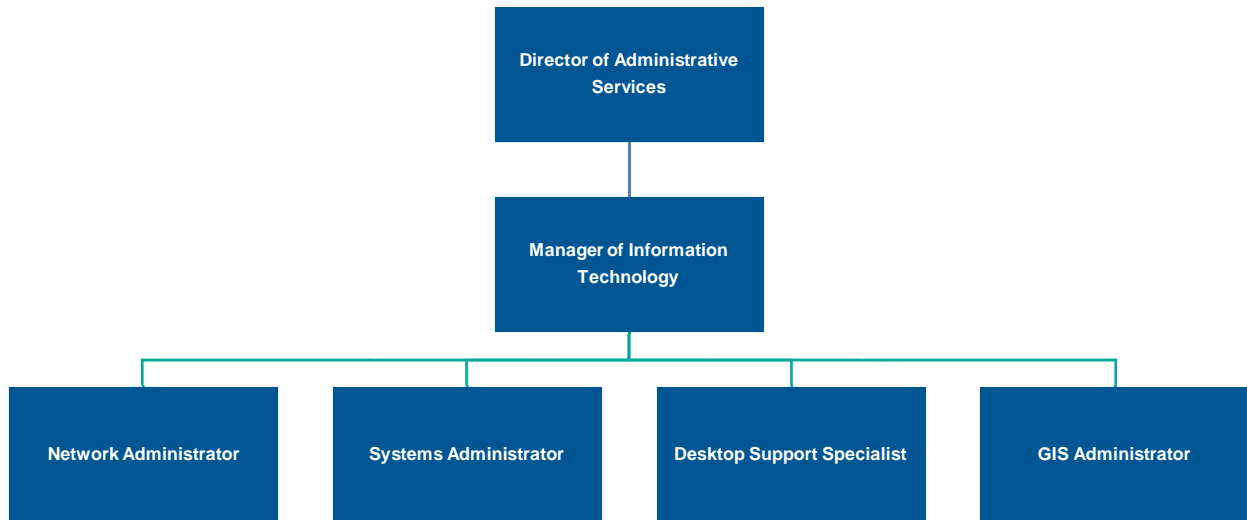 Director of Administrative
Services
Manager of Information
Technology
Network Administrator
Systems Administrator
Desktop Support Specialist
GIS Administrator